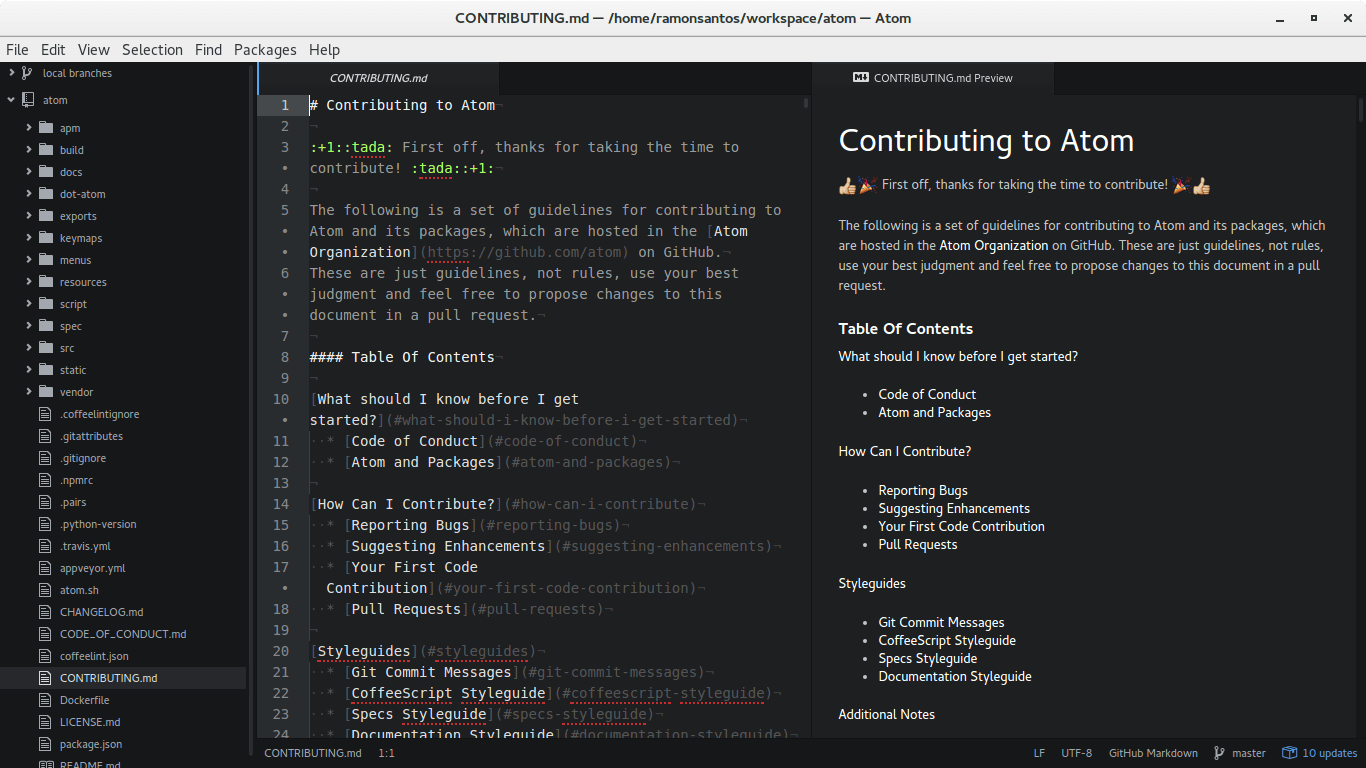 CONTRIBUTING.md — /home/ramonsantos/workspace/atom — Atom
File Edit View Selection Find Packages Help
local branches
atom
apm
build
docs
dot-atom
exports
keymaps
menus
resources
script
spec
src
static
vendor
.coffeelintignore
.gitattributes
.gitignore
.npmrc
.pairs
.python-version
.travis.yml
appveyor.yml
atom.sh
CHANGELOG.md
CODE_OF_CONDUCT.md
coffeelint.json
CONTRIBUTING.md
Dockerfile
LICENSE.md
package.json
README.md
CONTRIBUTING.md
1 # Contributing to Atom¬
2 ¬
3 :+1::tada: First off, thanks for taking the time to
• contribute! :tada::+1:¬
4 ¬
5 The following is a set of guidelines for contributing to
• Atom and its packages, which are hosted in the [Atom
• Organization](https://github.com/atom) on GitHub.¬
6 These are just guidelines, not rules, use your best
• judgment and feel free to propose changes to this
• document in a pull request.¬
7 ¬
8 #### Table Of Contents¬
9 ¬
10 [What should I know before I get
• started?](#what-should-i-know-before-i-get-started)¬
11 ··* [Code of Conduct](#code-of-conduct)¬
12 ··* [Atom and Packages](#atom-and-packages)¬
13 ¬
14 [How Can I Contribute?](#how-can-i-contribute)¬
15 ··* [Reporting Bugs](#reporting-bugs)¬
16 ··* [Suggesting Enhancements](#suggesting-enhancements)¬
17 ··* [Your First Code
• Contribution](#your-first-code-contribution)¬
18 ··* [Pull Requests](#pull-requests)¬
19 ¬
20 [Styleguides](#styleguides)¬
21 ··* [Git Commit Messages](#git-commit-messages)¬
22 ··* [CoffeeScript Styleguide](#coffeescript-styleguide)¬
23 ··* [Specs Styleguide](#specs-styleguide)¬
24 ··* [Documentation Styleguide](#documentation-styleguide)¬
CONTRIBUTING.md Preview
Contributing to Atom
👍🎉 First off, thanks for taking the time to contribute! 🎉👍
The following is a set of guidelines for contributing to Atom and its packages, which
are hosted in the Atom Organization on GitHub. These are just guidelines, not rules,
use your best judgment and feel free to propose changes to this document in a pull
request.
Table Of Contents
What should I know before I get started?
• Code of Conduct
• Atom and Packages
How Can I Contribute?
• Reporting Bugs
• Suggesting Enhancements
• Your First Code Contribution
• Pull Requests
Styleguides
• Git Commit Messages
• CoffeeScript Styleguide
• Specs Styleguide
• Documentation Styleguide
Additional Notes
CONTRIBUTING.md 1:1
LF UTF-8 GitHub Markdown master 10 updates